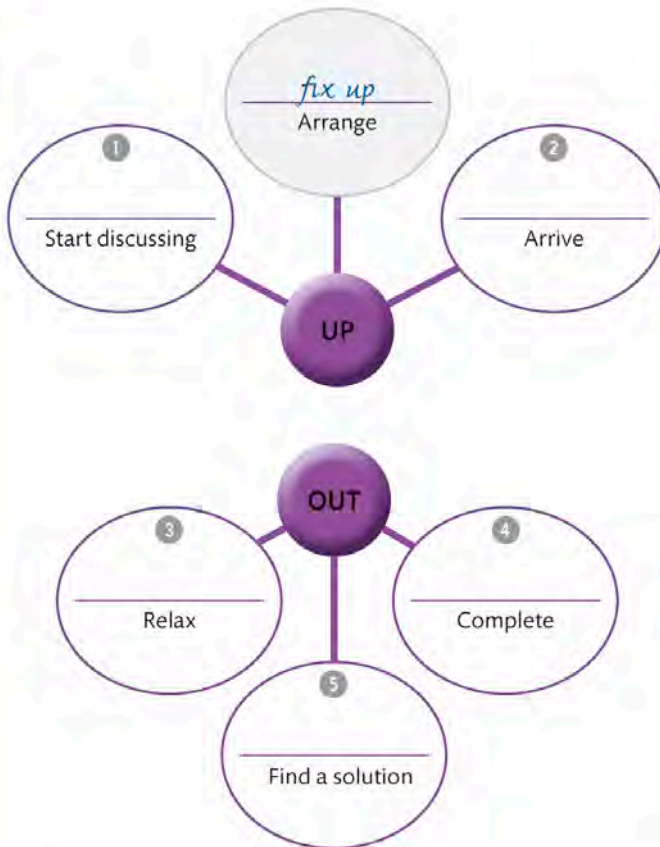 fix up
Arrange
1
Start discussing
2
Arrive
UP
OUT
3
Relax
4
Complete
5
Find a solution